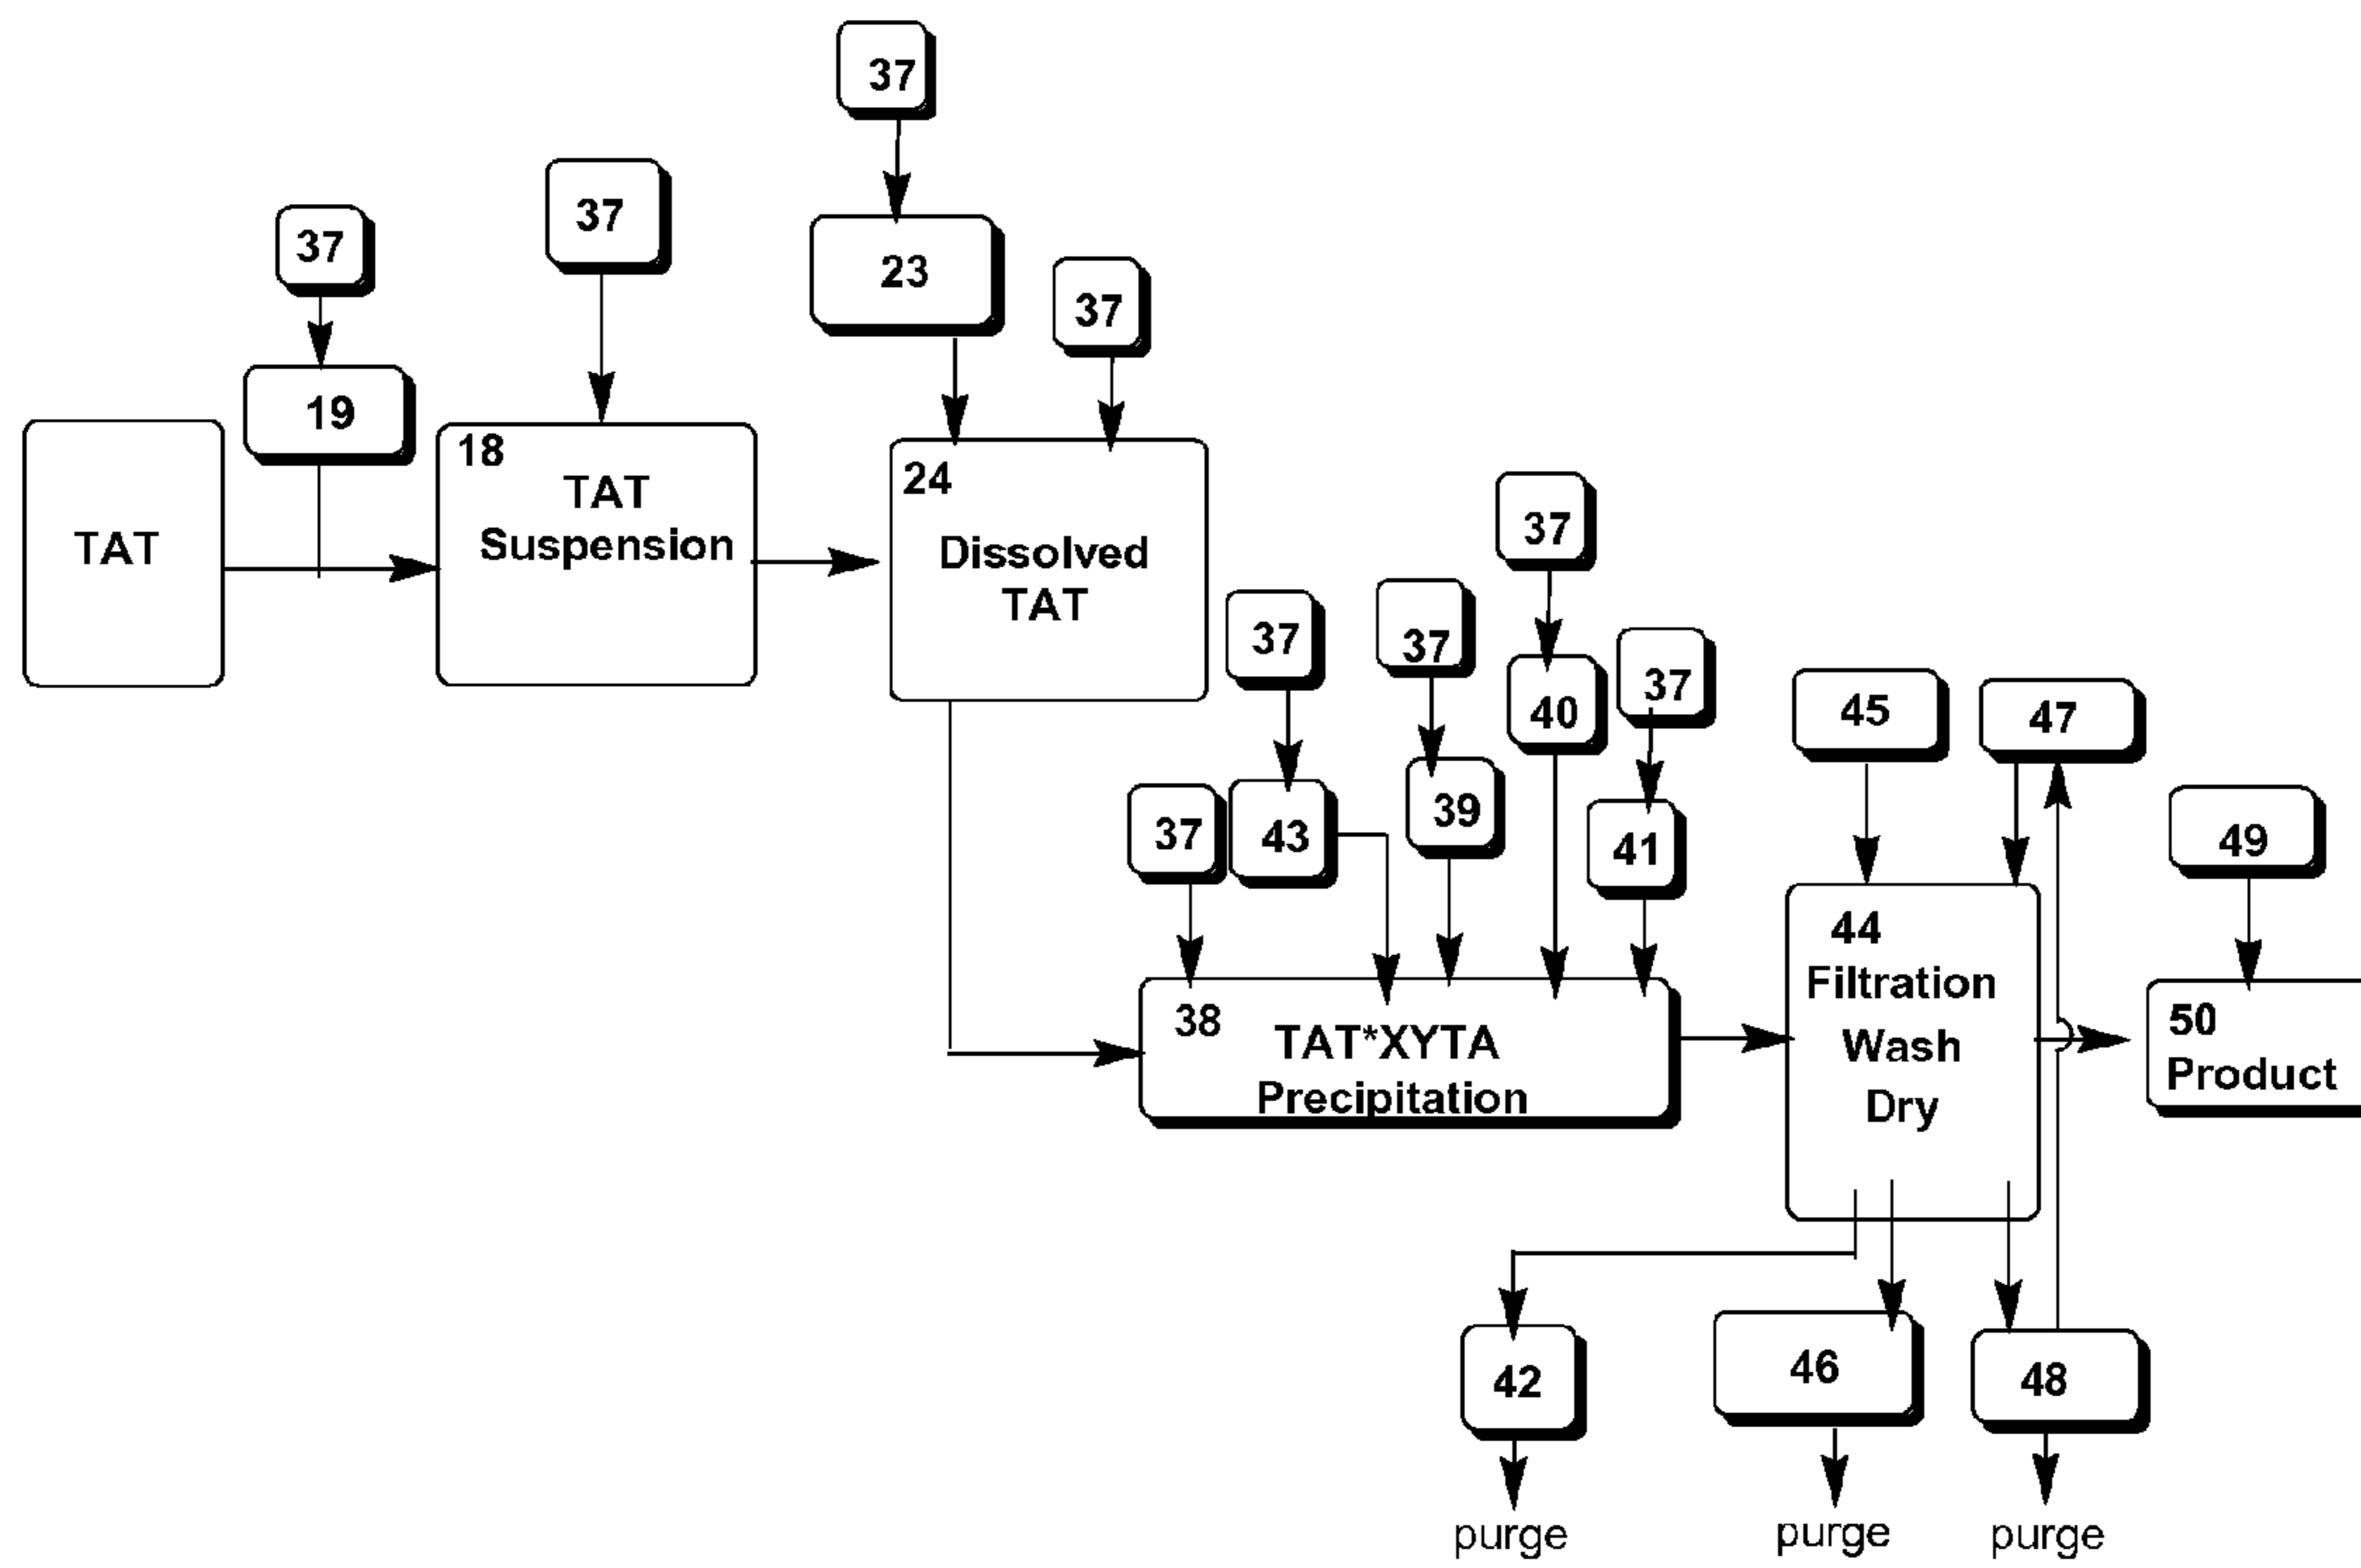 37
37
37
23
37
19
TAT
18
TAT
Suspension
24
Dissolved
TAT
37
37
37
40
37
45
47
37
43
39
41
49
38
TAT*XYTA
Precipitation
44
Filtration
Wash
Dry
50
Product
42
46
48
purge
purge
purge